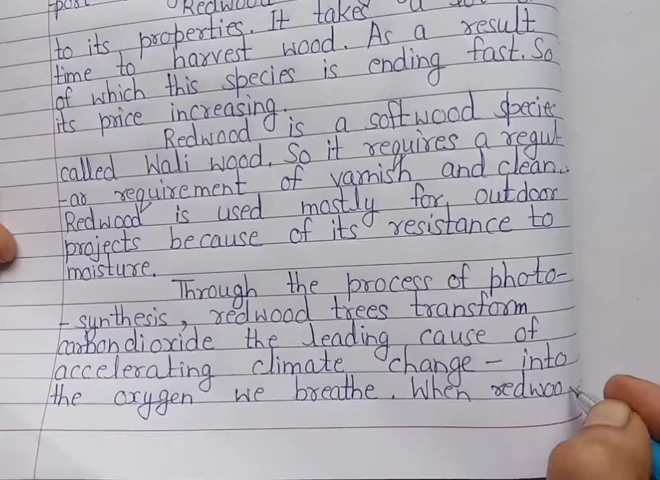 Redwood
to its properties. It takes
time to harvest wood. As a result
of which this species is ending fast. So
its price increasing.
Redwood is a softwood species
called Wali wood. So it requires a regul
-ar requirement of varnish and clean..
Redwood is used mostly for outdoor
projects because of its resistance to
moisture.
Through the process of photo-
-synthesis, redwood trees transform
carbondioxide the leading cause of
accelerating climate change - into
the oxygen we breathe. When redwoo